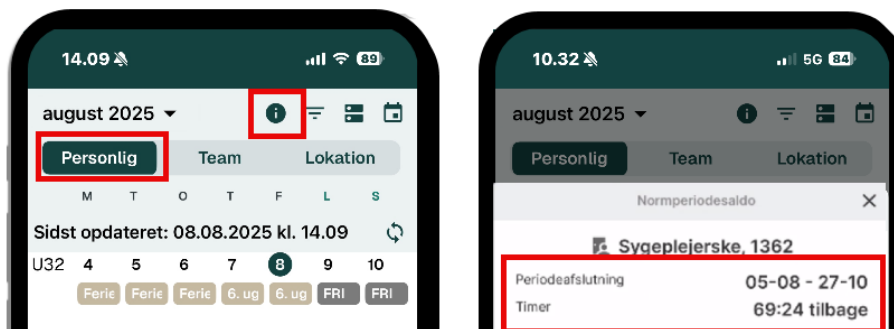 14.09
89
august 2025
Personlig Team Lokation
M T O T F L S
Sidst opdateret: 08.08.2025 kl. 14.09
U32 4 5 6 7 8 9 10
Ferie Ferie Ferie 6. ug 6. ug FRI FRI
10.32
5G 84
august 2025
Personlig Team Lokation
Normperiodesaldo
Sygeplejerske, 1362
Periodeafslutning 05-08 - 27-10
Timer 69:24 tilbage